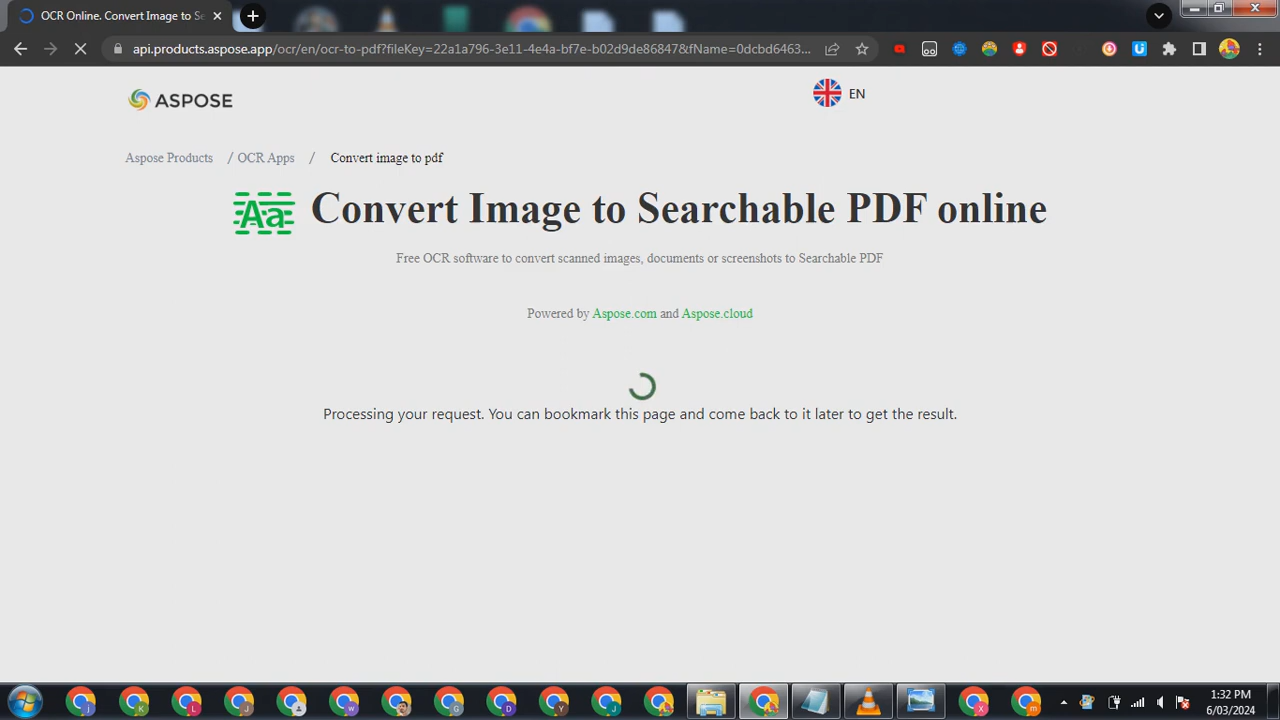 OCR Online. Convert Image to Se
api.products.aspose.app/ocr/en/ocr-to-pdf?fileKey=22a1a796-3e11-4e4a-bf7e-b02d9de86847&fName=0dcbd6463...
ASPOSE
EN
Aspose Products / OCR Apps / Convert image to pdf
Aa Convert Image to Searchable PDF online
Free OCR software to convert scanned images, documents or screenshots to Searchable PDF
Powered by Aspose.com and Aspose.cloud
Processing your request. You can bookmark this page and come back to it later to get the result.
1:32 PM
6/03/2024